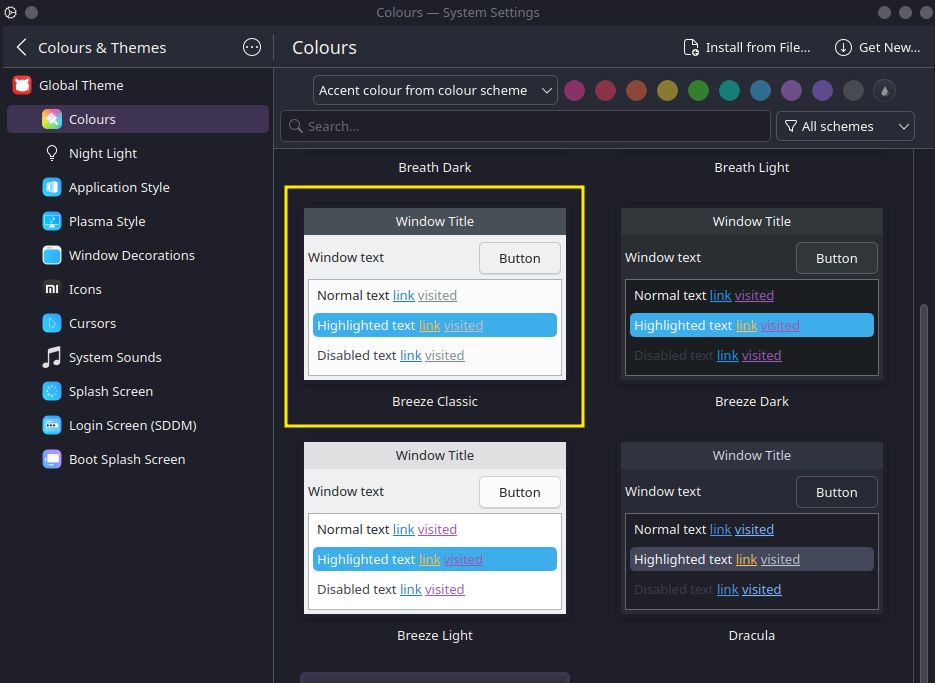 Colours — System Settings
Colours & Themes
Colours
Install from File...
Get New...
Global Theme
Colours
Night Light
Application Style
Plasma Style
Window Decorations
Icons
Cursors
System Sounds
Splash Screen
Login Screen (SDDM)
Boot Splash Screen
Accent colour from colour scheme
Search...
All schemes
Breath Dark
Breath Light
Window Title
Window text
Button
Normal text link visited
Highlighted text link visited
Disabled text link visited
Breeze Classic
Window Title
Window text
Button
Normal text link visited
Highlighted text link visited
Disabled text link visited
Breeze Dark
Window Title
Window text
Button
Normal text link visited
Highlighted text link visited
Disabled text link visited
Breeze Light
Window Title
Window text
Button
Normal text link visited
Highlighted text link visited
Disabled text link visited
Dracula